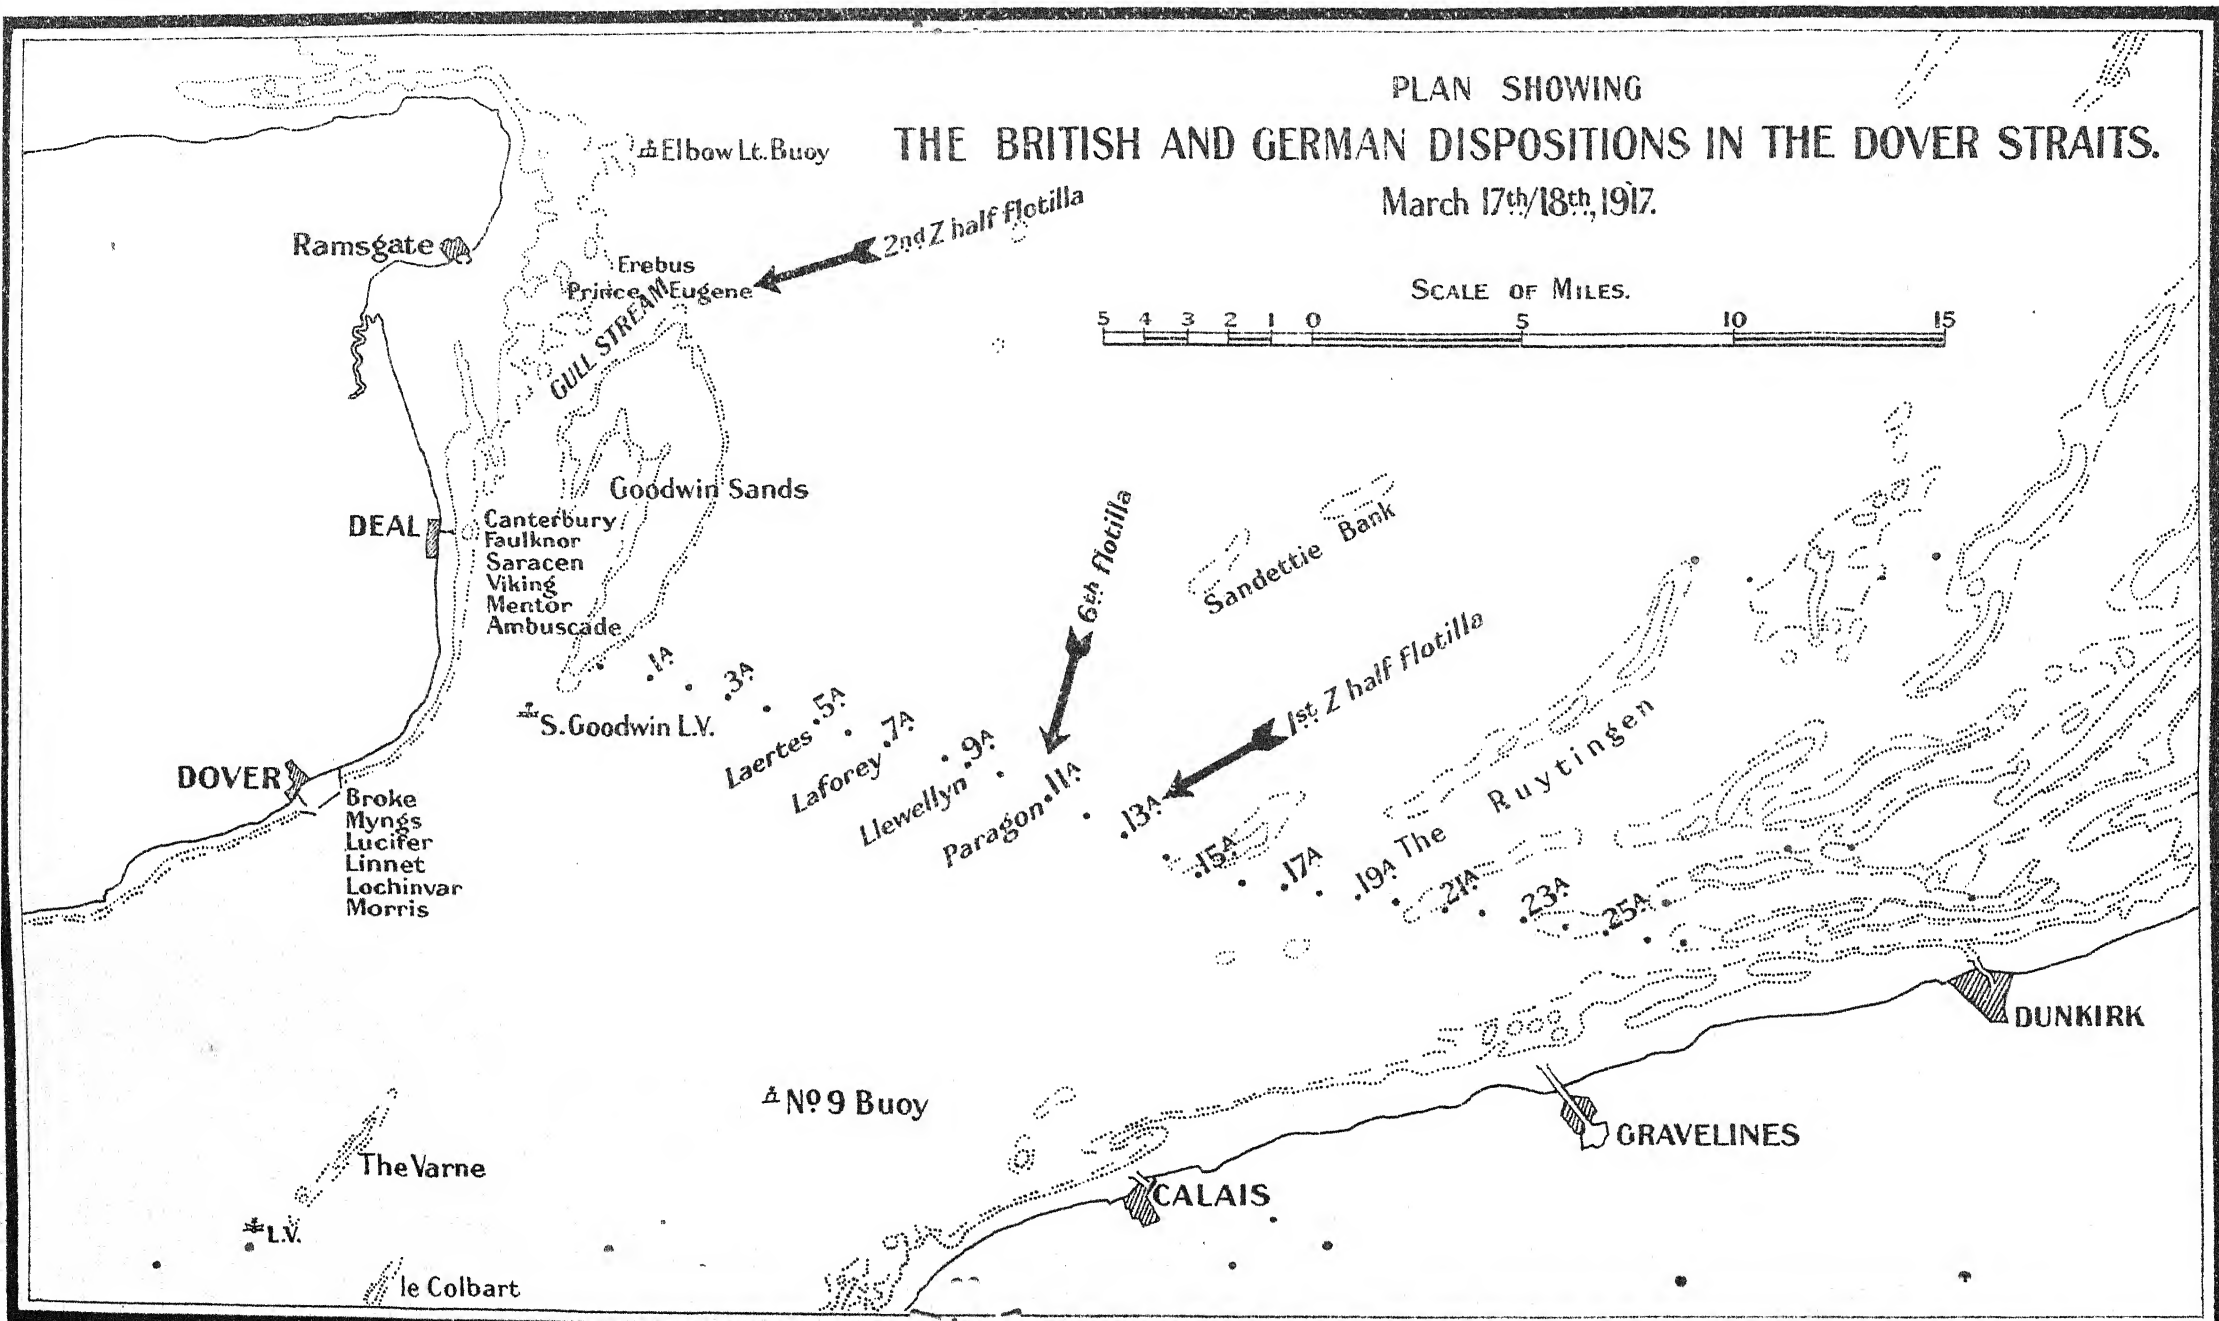 PLAN SHOWING
THE BRITISH AND GERMAN DISPOSITIONS IN THE DOVER STRAITS.
March 17th/18th, 1917.
SCALE OF MILES.
5 4 3 2 1 0 5 10 15
Elbow Lt. Buoy
2nd Z half flotilla
Ramsgate
Erebus
Prince Eugene
GULL STREAM
Goodwin Sands
DEAL
Canterbury
Faulknor
Saracen
Viking
Mentor
Ambuscade
6th flotilla
Sandettie Bank
1st Z half flotilla
S. Goodwin L.V.
1A
3A
5A
7A
9A
11A
13A
15A
17A
19A
21A
23A
25A
Laertes
Laforey
Llewellyn
Paragon
The Ruytingen
DOVER
Broke
Myngs
Lucifer
Linnet
Lochinvar
Morris
DUNKIRK
No 9 Buoy
GRAVELINES
The Varne
CALAIS
L.V.
le Colbart